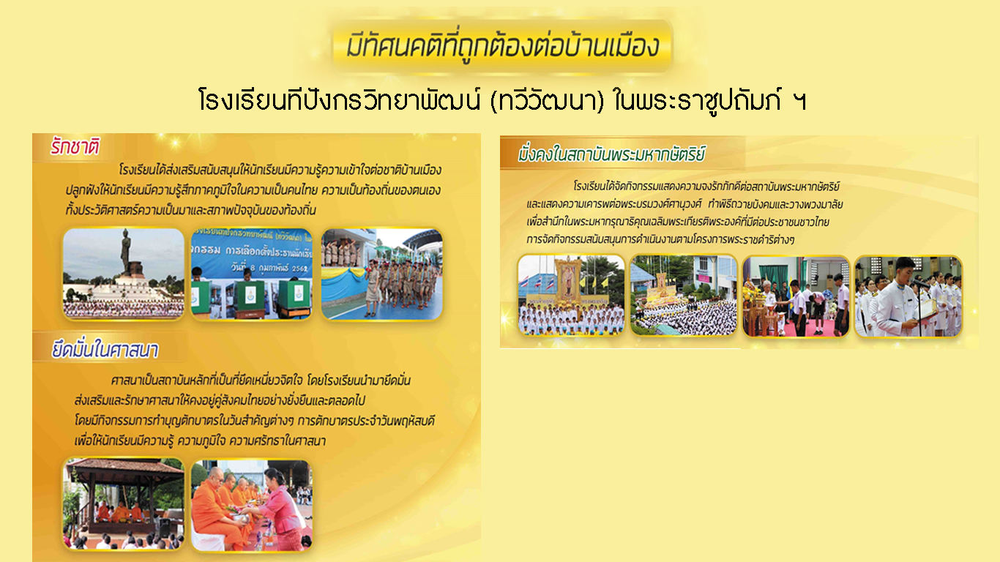 มีทัศนคติที่ถูกต้องต่อบ้านเมือง
โรงเรียนทีปังกรวิทยาพัฒน์ (ทวีวัฒนา) ในพระราชูปถัมภ์ ฯ
รักชาติ
โรงเรียนได้ส่งเสริมสนับสนุนให้นักเรียนมีความรู้ความเข้าใจต่อชาติบ้านเมือง
ปลูกฝังให้นักเรียนมีความรู้สึกภาคภูมิใจในความเป็นคนไทย ความเป็นท้องถิ่นของตนเอง
ทั้งประวัติศาสตร์ความเป็นมาและสภาพปัจจุบันของท้องถิ่น
โรงเรียนทีปังกรวิทยาพัฒน์ (ทวีวัฒนา) ใน
กิจกรรม การเลือกตั้งประธานนักเรีย
วันที่ 8 กุมภาพันธ์ 2562
ยึดมั่นในศาสนา
ศาสนาเป็นสถาบันหลักที่เป็นที่ยึดเหนี่ยวจิตใจ โดยโรงเรียนนำมายึดมั่น
ส่งเสริมและรักษาศาสนาให้คงอยู่คู่สังคมไทยอย่างยั่งยืนและตลอดไป
โดยมีกิจกรรมการทำบุญตักบาตรในวันสำคัญต่างๆ การตักบาตรประจำวันพฤหัสบดี
เพื่อให้นักเรียนมีความรู้ ความภูมิใจ ความศรัทธาในศาสนา
มั่งคงในสถาบันพระมหากษัตริย์
โรงเรียนได้จัดกิจกรรมแสดงความจงรักภักดีต่อสถาบันพระมหากษัตริย์
และแสดงความเคารพต่อพระบรมวงศ์ศานุวงศ์ ทำพิธีถวายบังคมและวางพวงมาลัย
เพื่อสำนึกในพระมหากรุณาธิคุณเฉลิมพระเกียรติพระองค์ที่มีต่อประชาชนชาวไทย
การจัดกิจกรรมสนับสนุนการดำเนินงานตามโครงการพระราชดำริต่างๆ